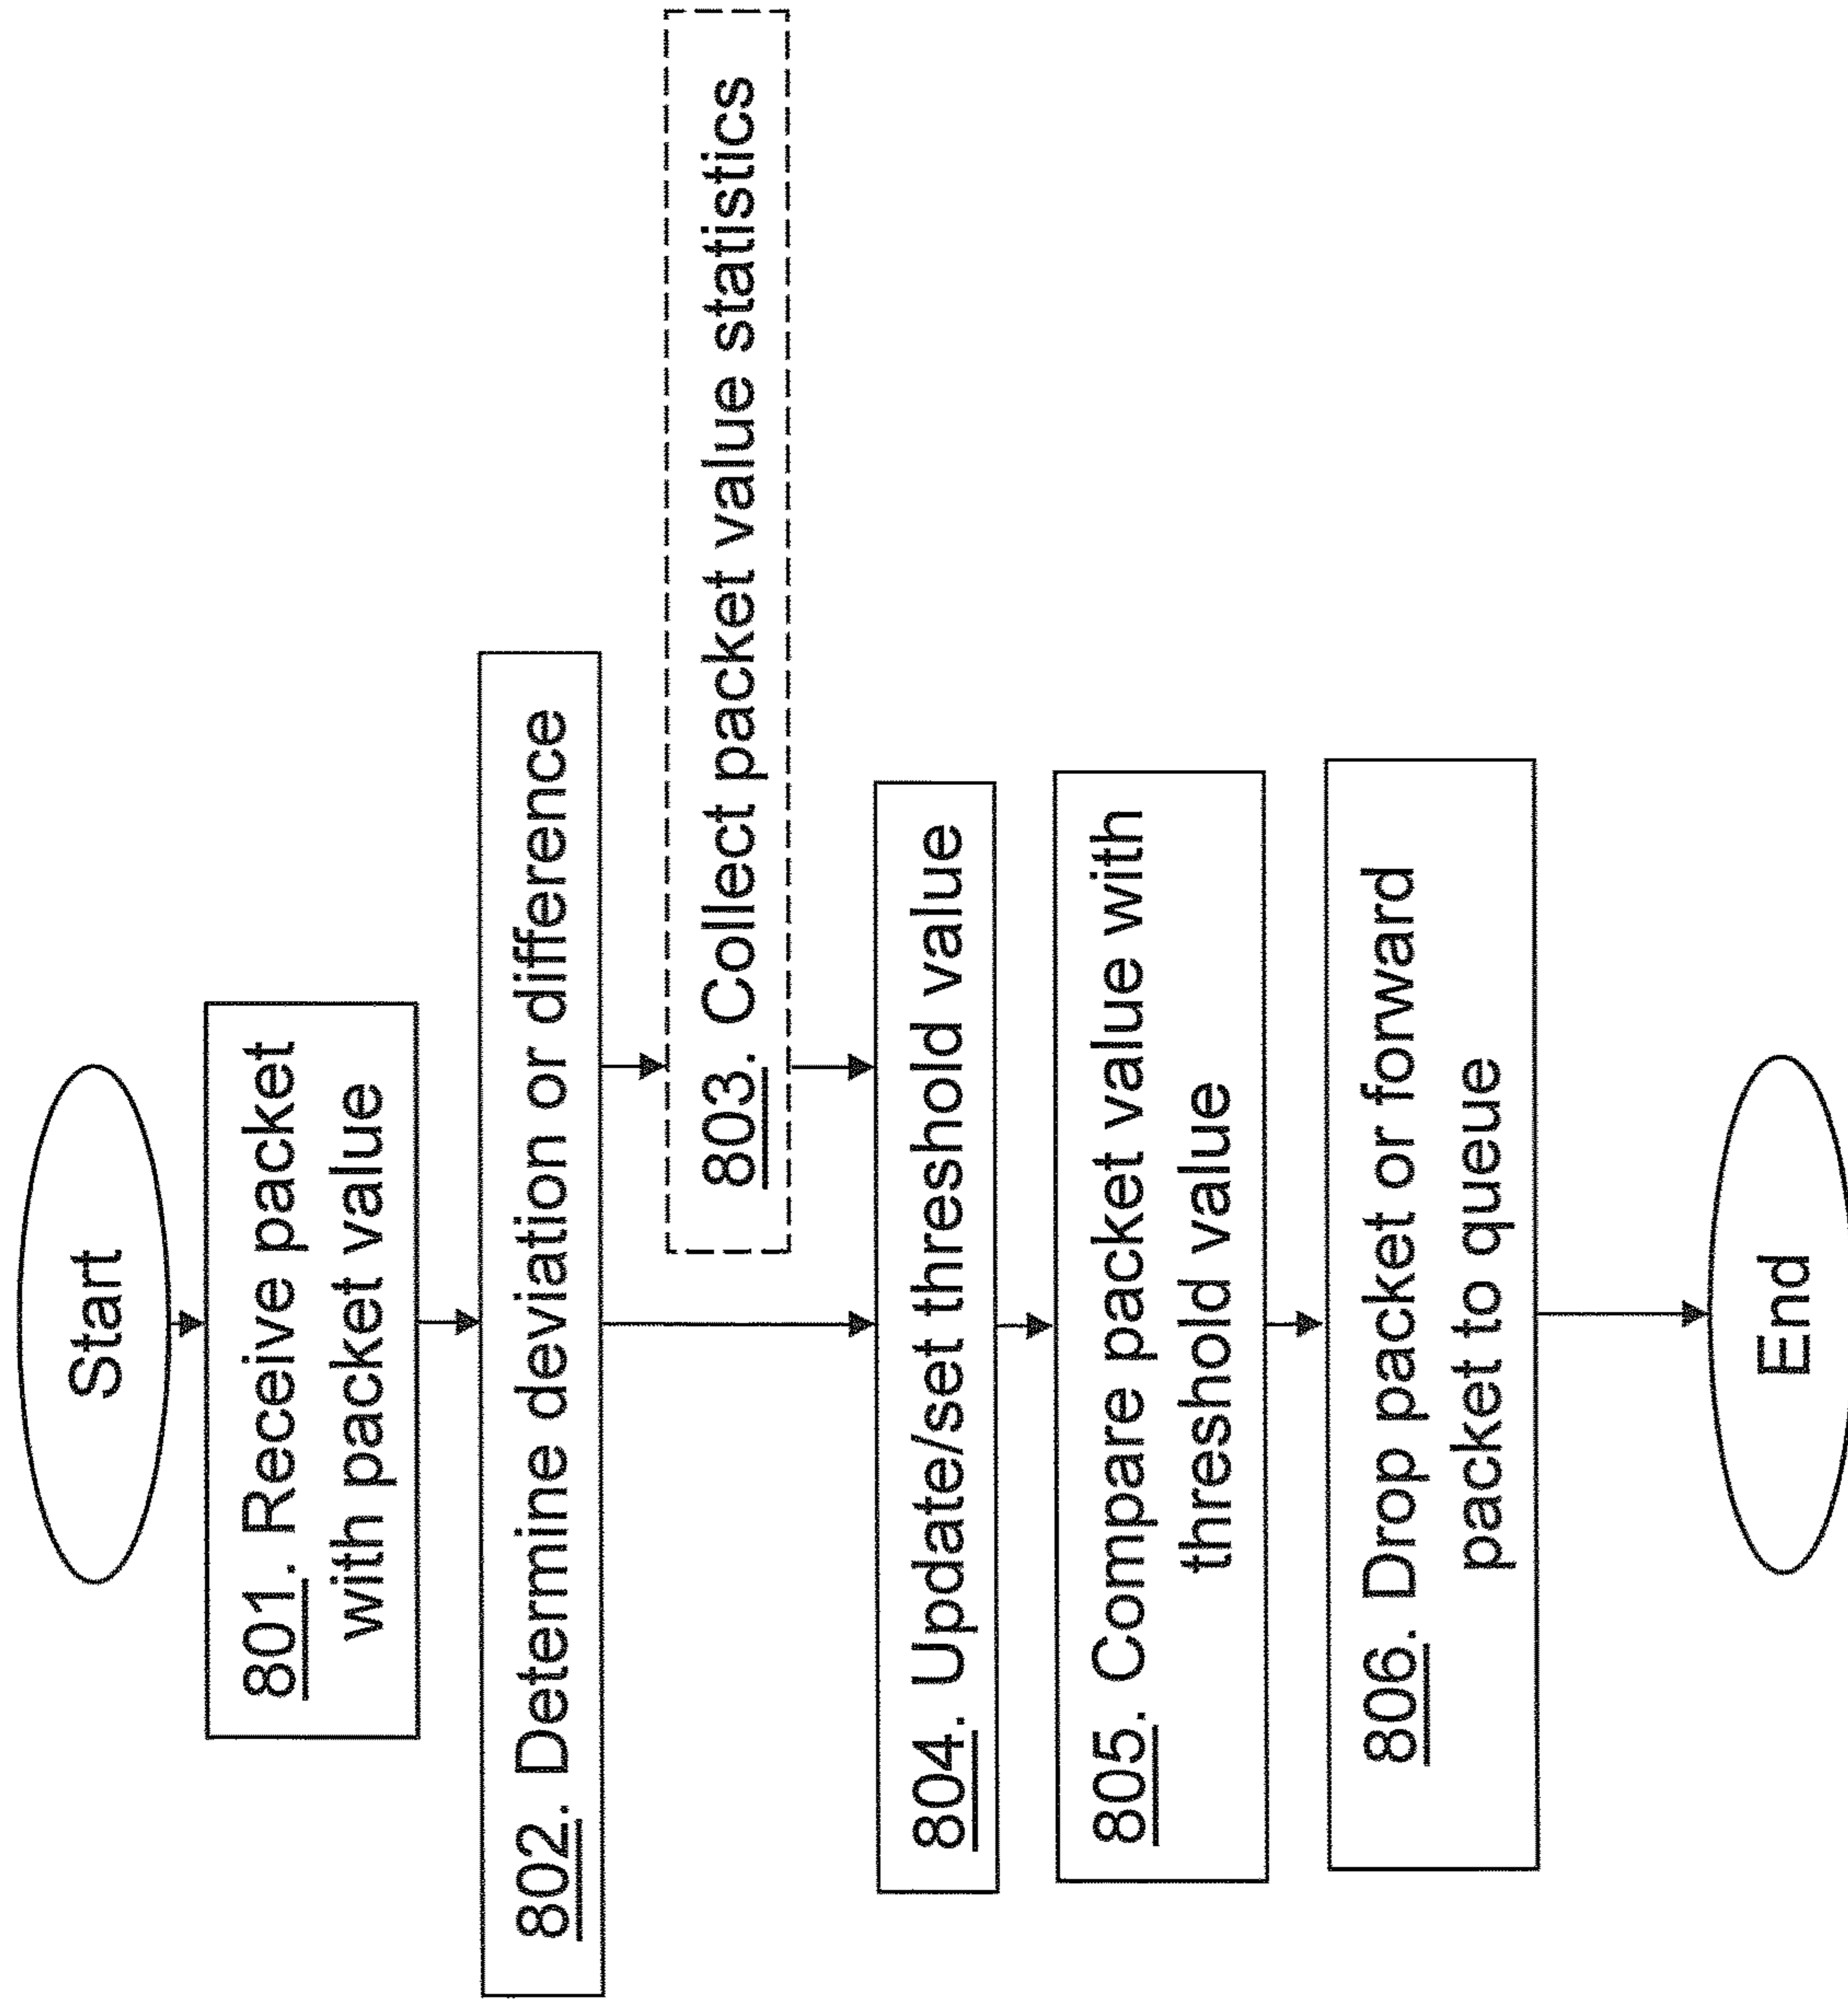 Start
801. Receive packet
with packet value
802. Determine deviation or difference
803. Collect packet value statistics
804. Update/set threshold value
805. Compare packet value with
threshold value
806. Drop packet or forward
packet to queue
End